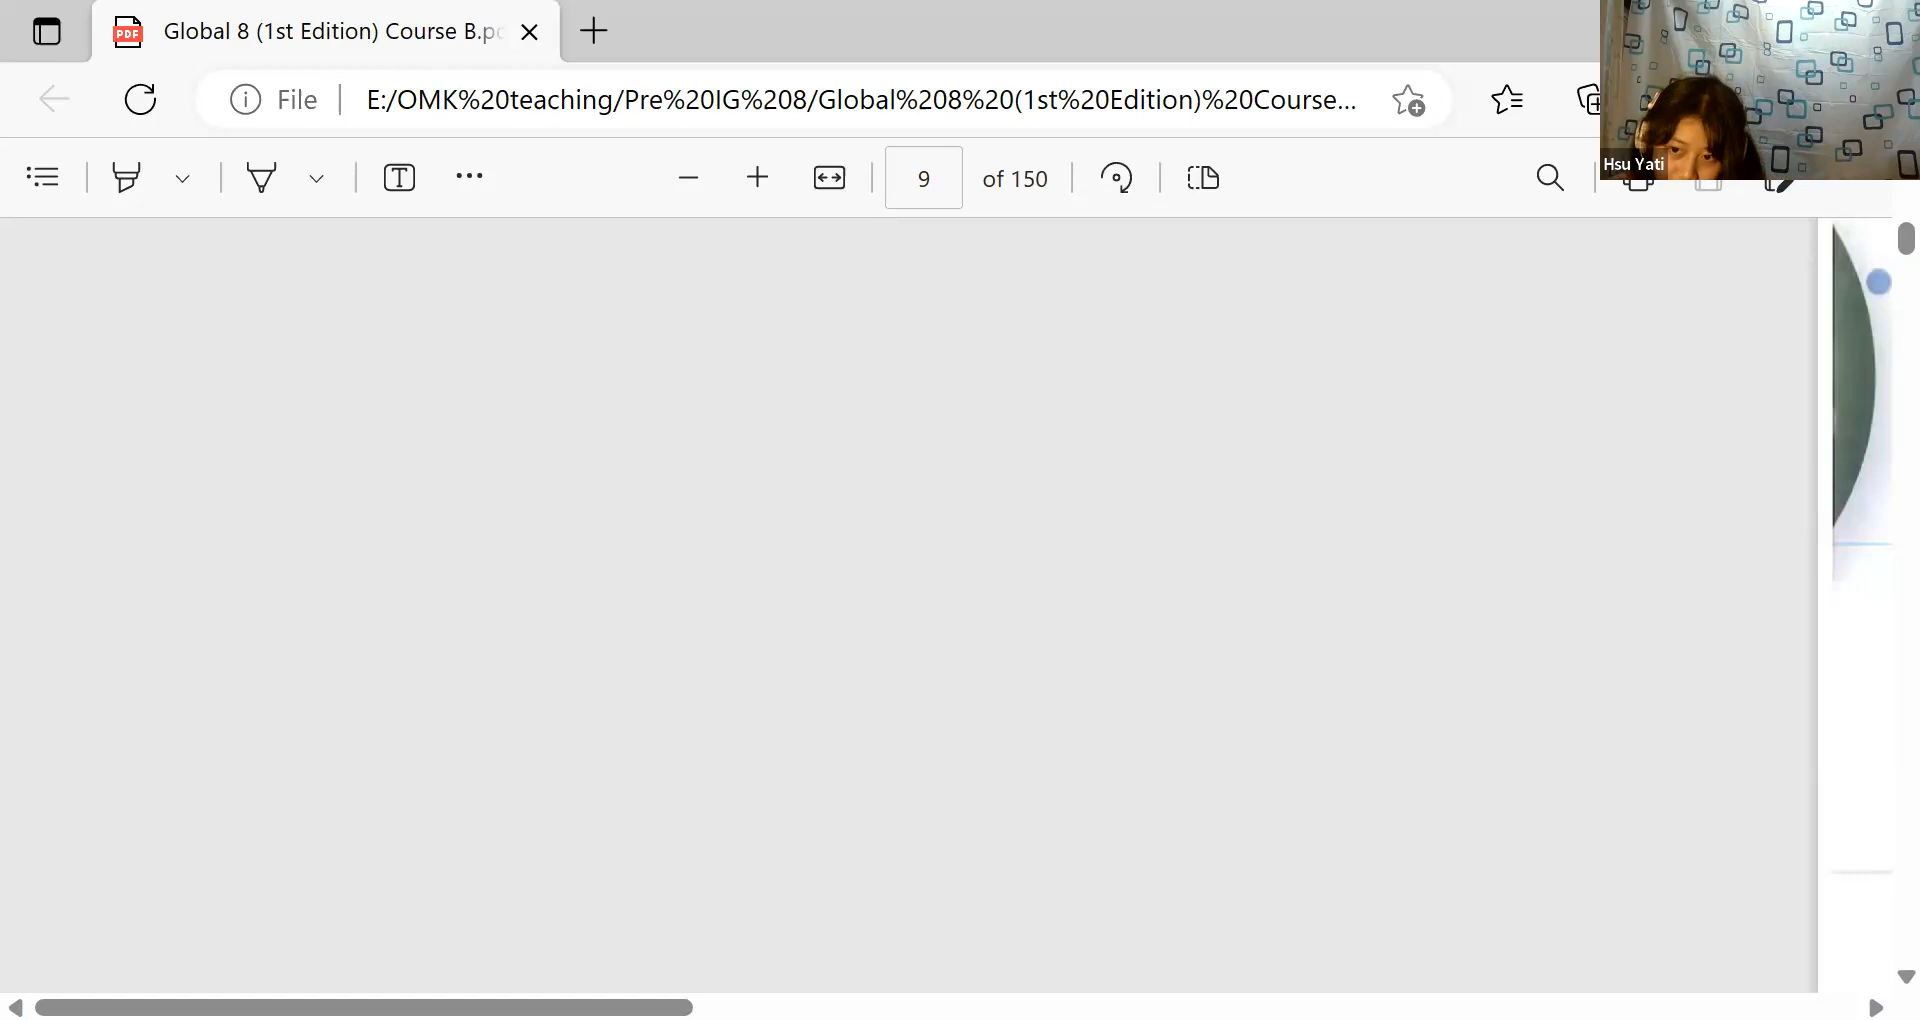 PDF
Global 8 (1st Edition) Course B.p
File
E:/OMK%20teaching/Pre%20IG%208/Global%208%20(1st%20Edition)%20Course...
9 of 150
T
Hsu Yati